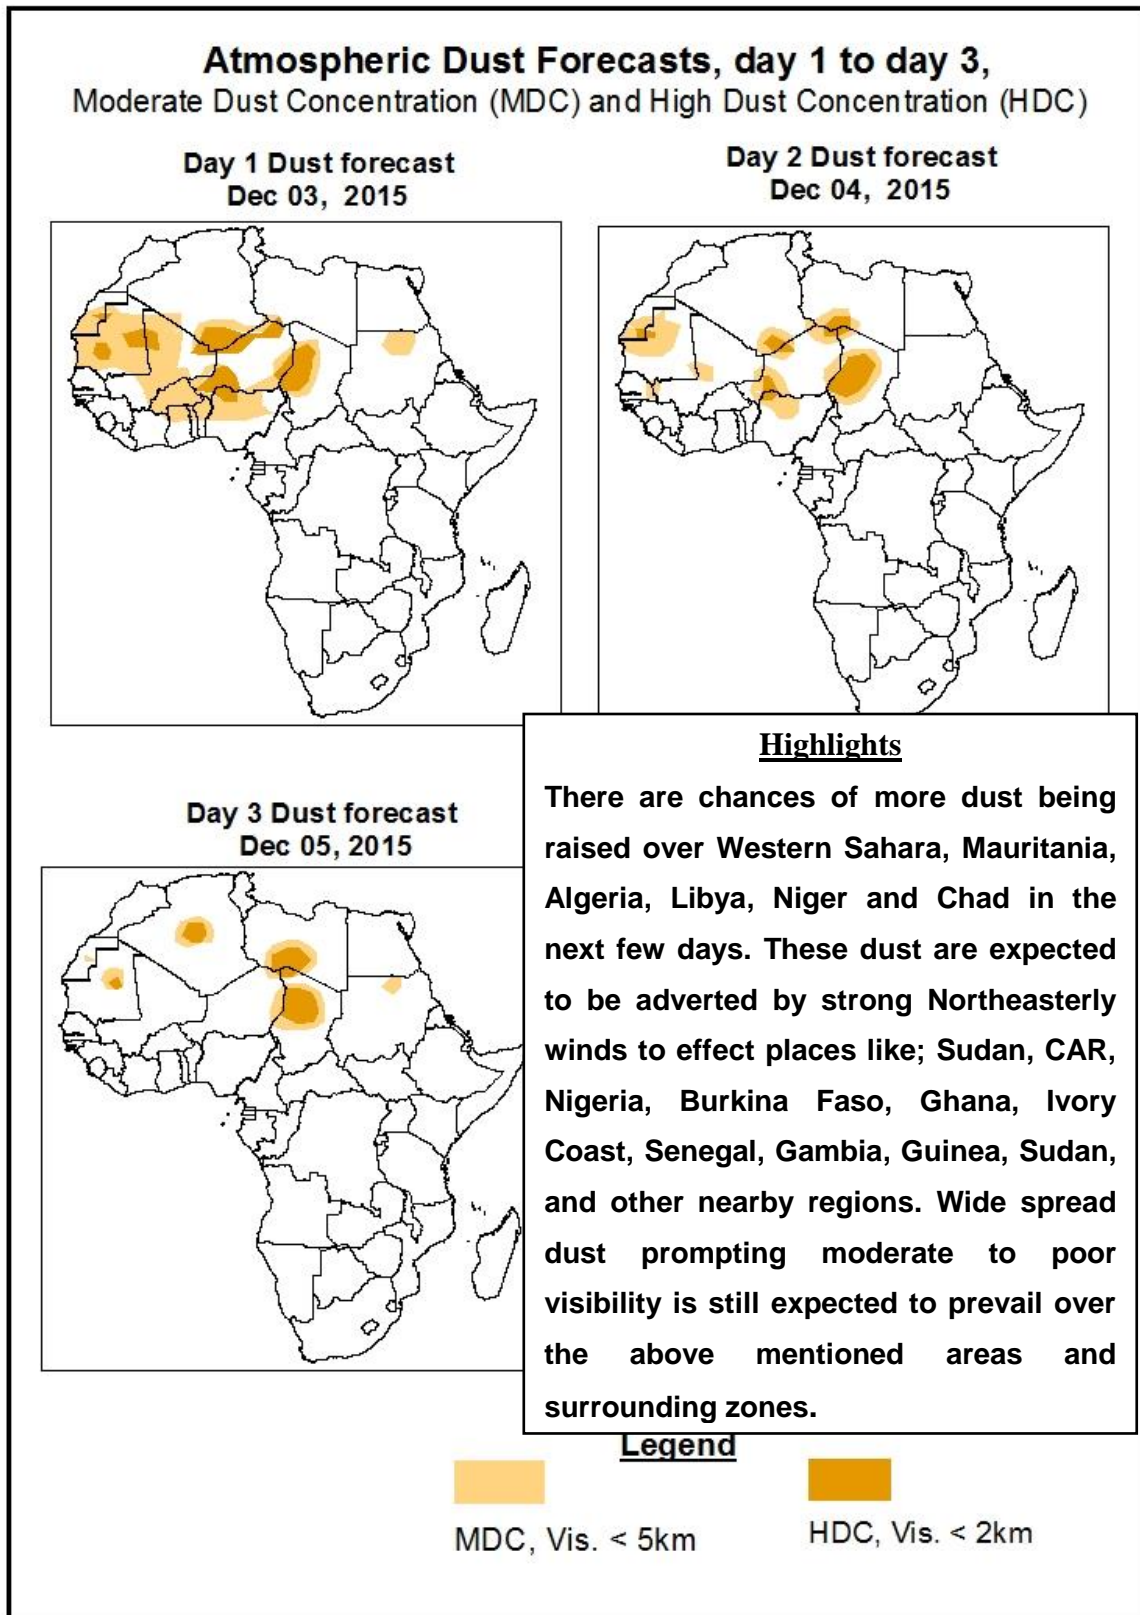 Atmospheric Dust Forecasts, day 1 to day 3,
Moderate Dust Concentration (MDC) and High Dust Concentration (HDC)
Day 1 Dust forecast
Dec 03, 2015
Day 2 Dust forecast
Dec 04, 2015
Day 3 Dust forecast
Dec 05, 2015
Highlights
There are chances of more dust being
raised over Western Sahara, Mauritania,
Algeria, Libya, Niger and Chad in the
next few days. These dust are expected
to be adverted by strong Northeasterly
winds to effect places like; Sudan, CAR,
Nigeria, Burkina Faso, Ghana, Ivory
Coast, Senegal, Gambia, Guinea, Sudan,
and other nearby regions. Wide spread
dust prompting moderate to poor
visibility is still expected to prevail over
the above mentioned areas and
surrounding zones.
Legend
MDC, Vis. < 5km
HDC, Vis. < 2km